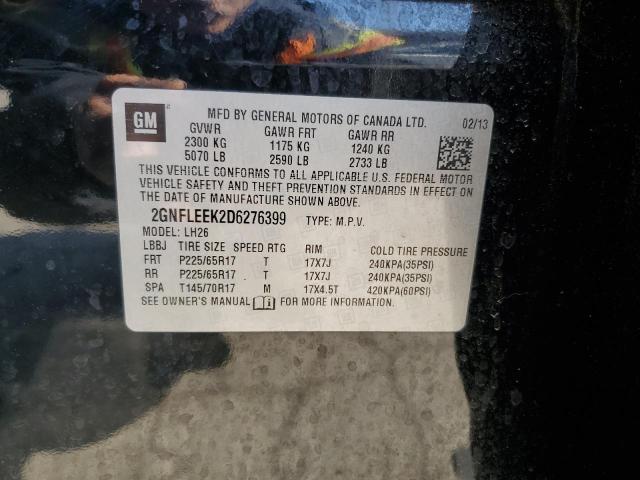 GM
MFD BY GENERAL MOTORS OF CANADA LTD. 02/13
GVWR GAWR FRT GAWR RR
2300 KG 1175 KG 1240 KG
5070 LB 2590 LB 2733 LB
THIS VEHICLE CONFORMS TO ALL APPLICABLE U.S. FEDERAL MOTOR
VEHICLE SAFETY AND THEFT PREVENTION STANDARDS IN EFFECT ON
THE DATE OF MANUFACTURE SHOWN ABOVE.
2GNFLEEK2D6276399 TYPE: M.P.V.
MODEL: LH26
LBBJ TIRE SIZE SPEED RTG RIM COLD TIRE PRESSURE
FRT P225/65R17 T 17X7J 240KPA(35PSI)
RR P225/65R17 T 17X7J 240KPA(35PSI)
SPA T145/70R17 M 17X4.5T 420KPA(60PSI)
SEE OWNER'S MANUAL FOR MORE INFORMATION.